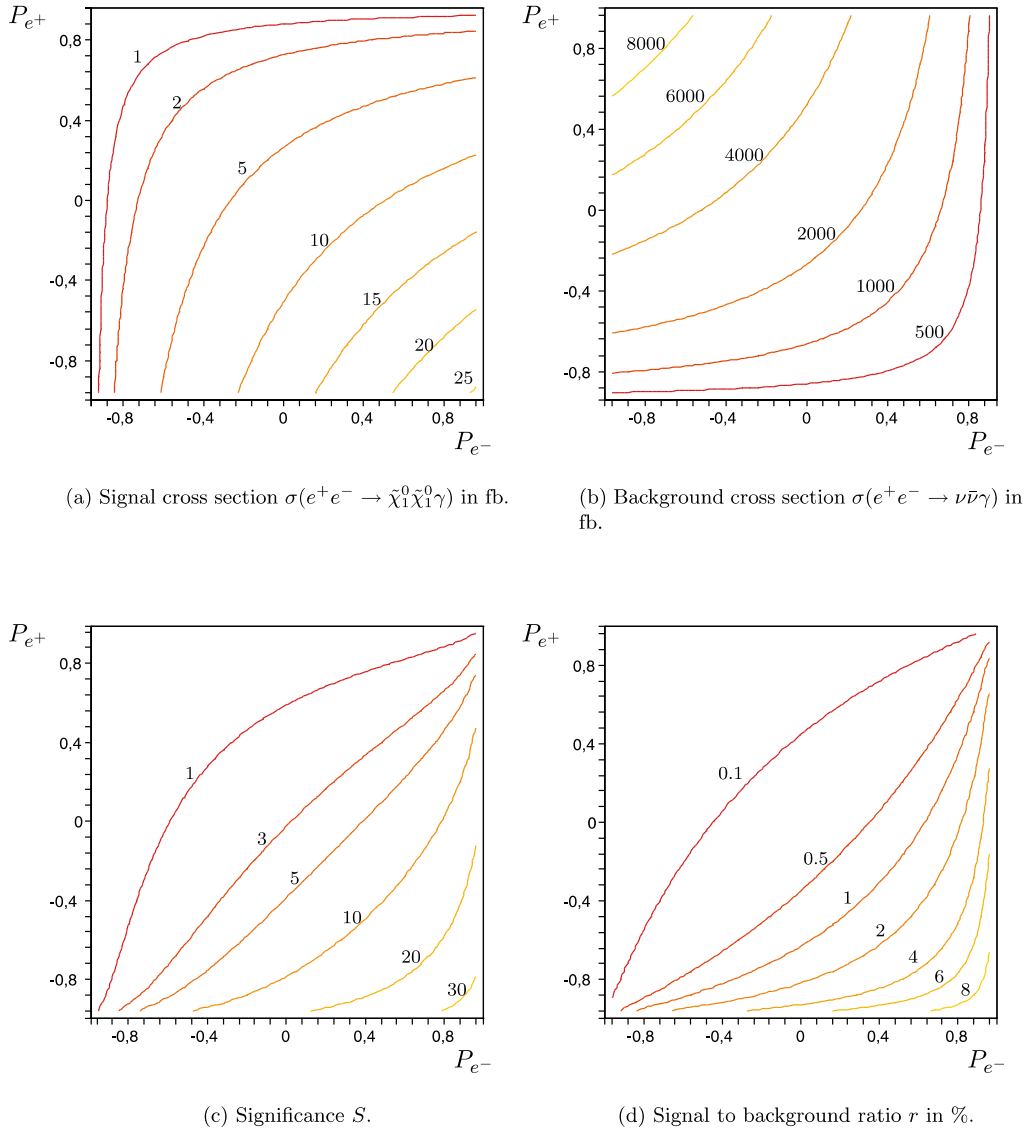 P_{e^+}
0,8
0,4
0
-0,4
-0,8
1
2
5
10
15
20
25
-0,8 -0,4 0 0,4 0,8
P_{e^-}
(a) Signal cross section σ(e⁺e⁻ → χ̃₁⁰χ̃₁⁰γ) in fb.
P_{e^+}
0,8
0,4
0
-0,4
-0,8
8000
6000
4000
2000
1000
500
-0,8 -0,4 0 0,4 0,8
P_{e^-}
(b) Background cross section σ(e⁺e⁻ → νν̄γ) in
fb.
P_{e^+}
0,8
0,4
0
-0,4
-0,8
1
3
5
10
20
30
-0,8 -0,4 0 0,4 0,8
P_{e^-}
(c) Significance S.
P_{e^+}
0,8
0,4
0
-0,4
-0,8
0.1
0.5
1
2
4
6
8
-0,8 -0,4 0 0,4 0,8
P_{e^-}
(d) Signal to background ratio r in %.